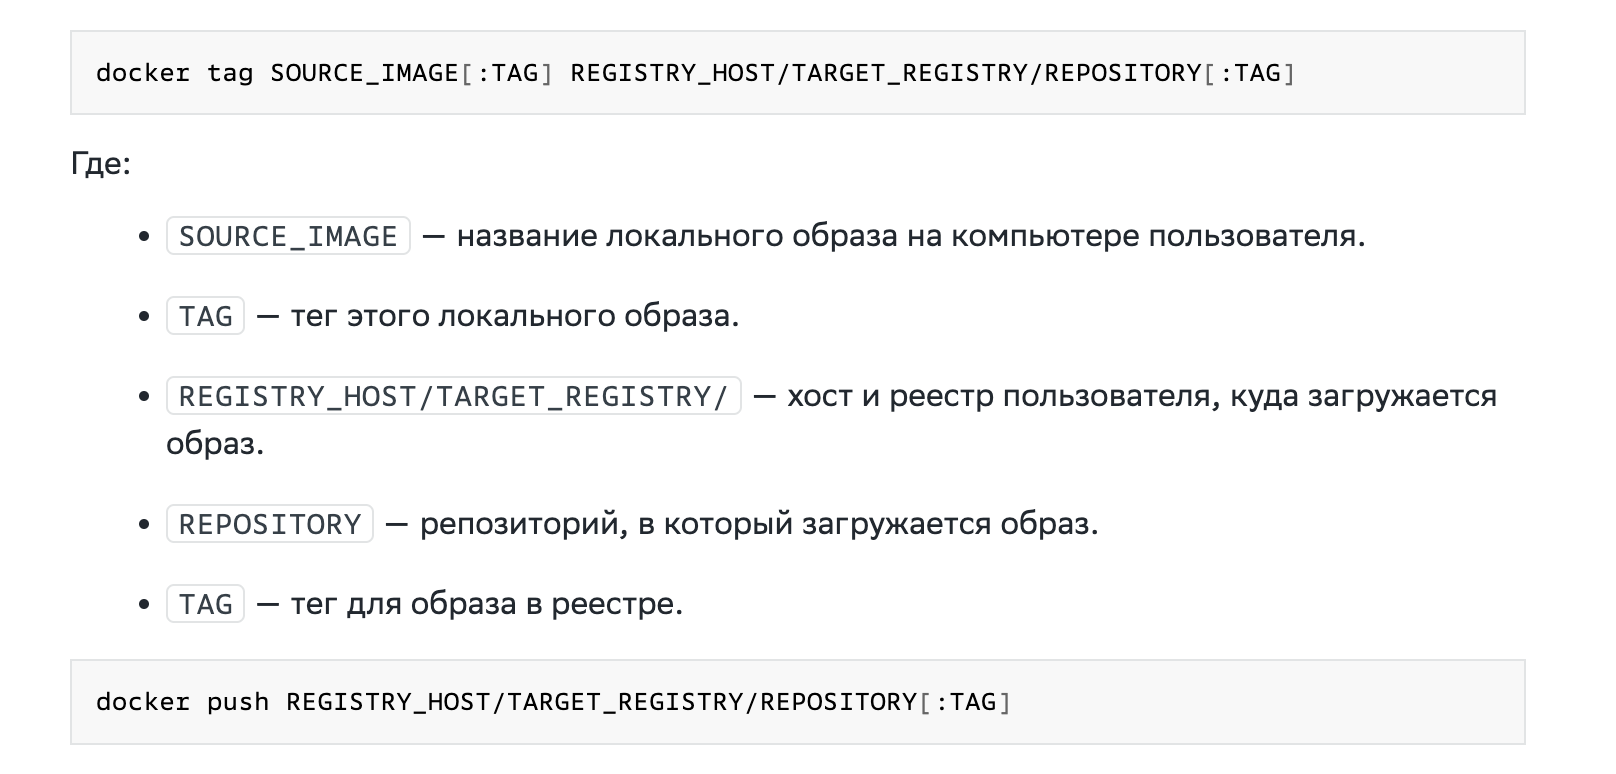 docker tag SOURCE_IMAGE[:TAG] REGISTRY_HOST/TARGET_REGISTRY/REPOSITORY[:TAG]
Где:
• SOURCE_IMAGE — название локального образа на компьютере пользователя.
• TAG — тег этого локального образа.
• REGISTRY_HOST/TARGET_REGISTRY/ — хост и реестр пользователя, куда загружается
образ.
• REPOSITORY — репозиторий, в который загружается образ.
• TAG — тег для образа в реестре.
docker push REGISTRY_HOST/TARGET_REGISTRY/REPOSITORY[:TAG]